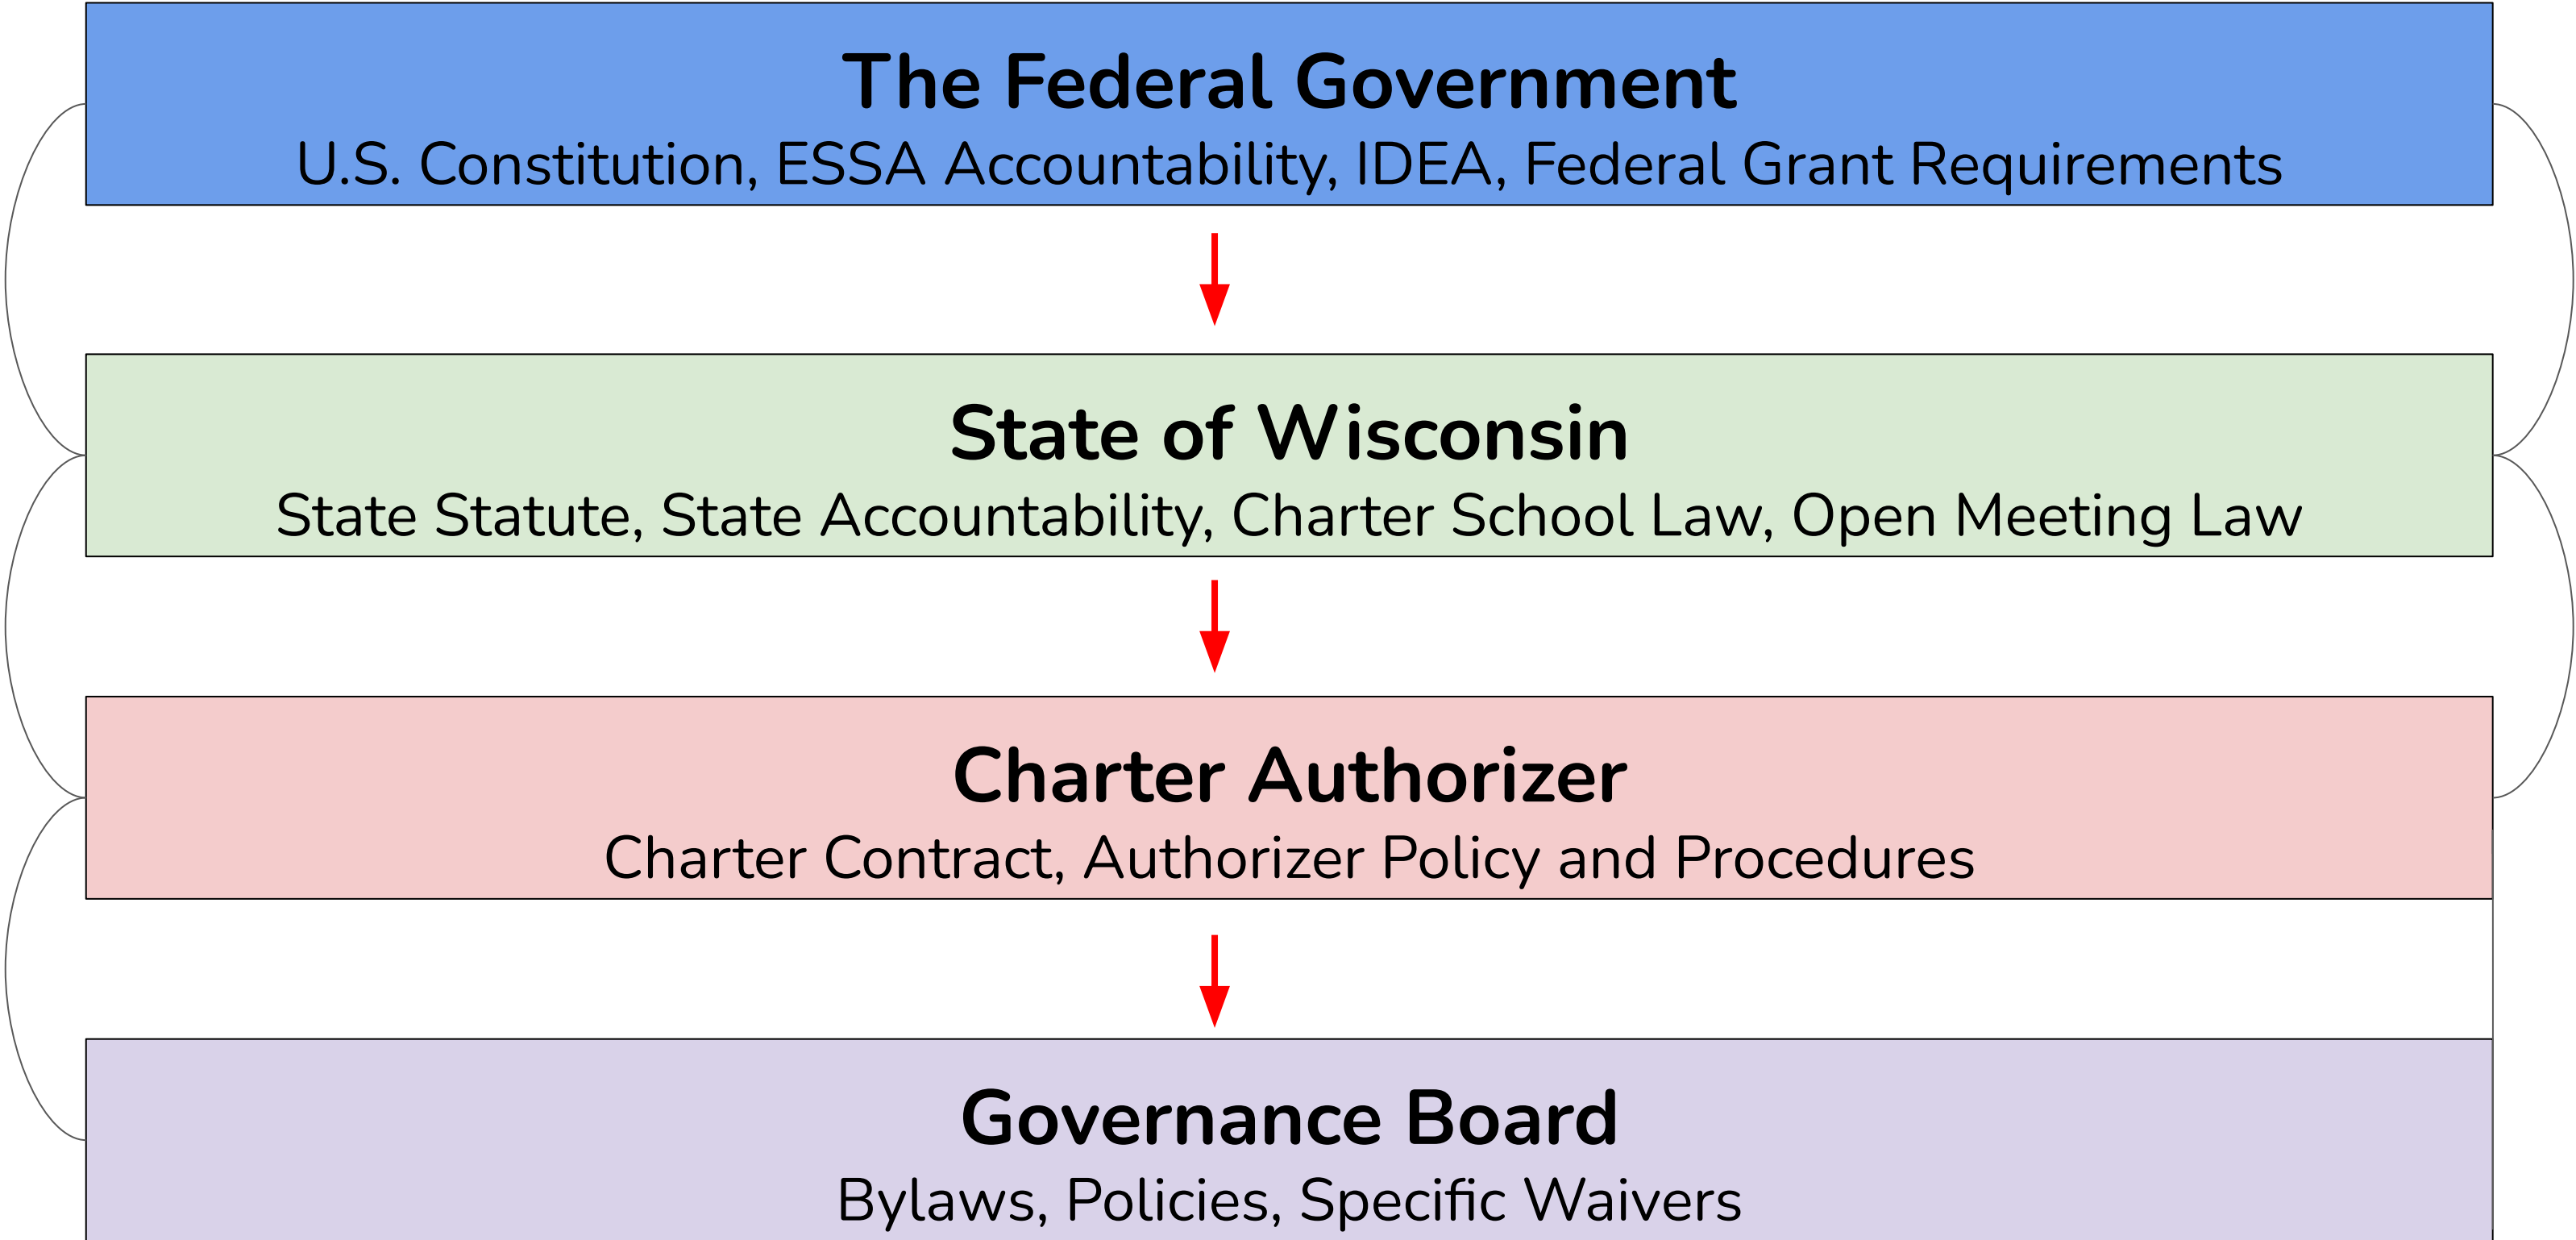 The Federal Government
U.S. Constitution, ESSA Accountability, IDEA, Federal Grant Requirements
State of Wisconsin
State Statute, State Accountability, Charter School Law, Open Meeting Law
Charter Authorizer
Charter Contract, Authorizer Policy and Procedures
Governance Board
Bylaws, Policies, Specific Waivers